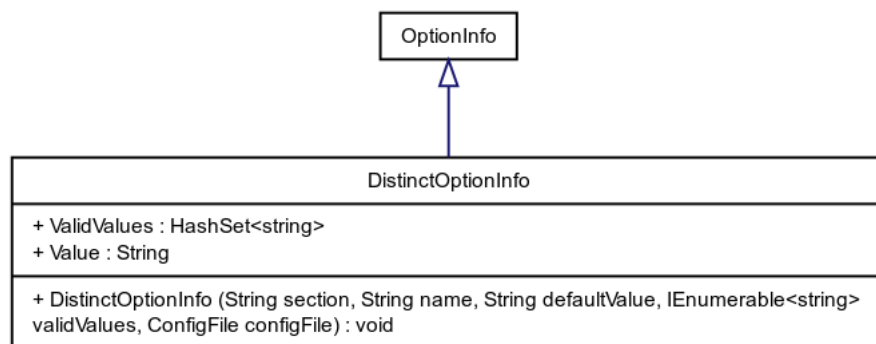 OptionInfo
DistinctOptionInfo
+ ValidValues : HashSet<string>
+ Value : String
+ DistinctOptionInfo (String section, String name, String defaultValue, IEnumerable<string>
validValues, ConfigFile configFile) : void